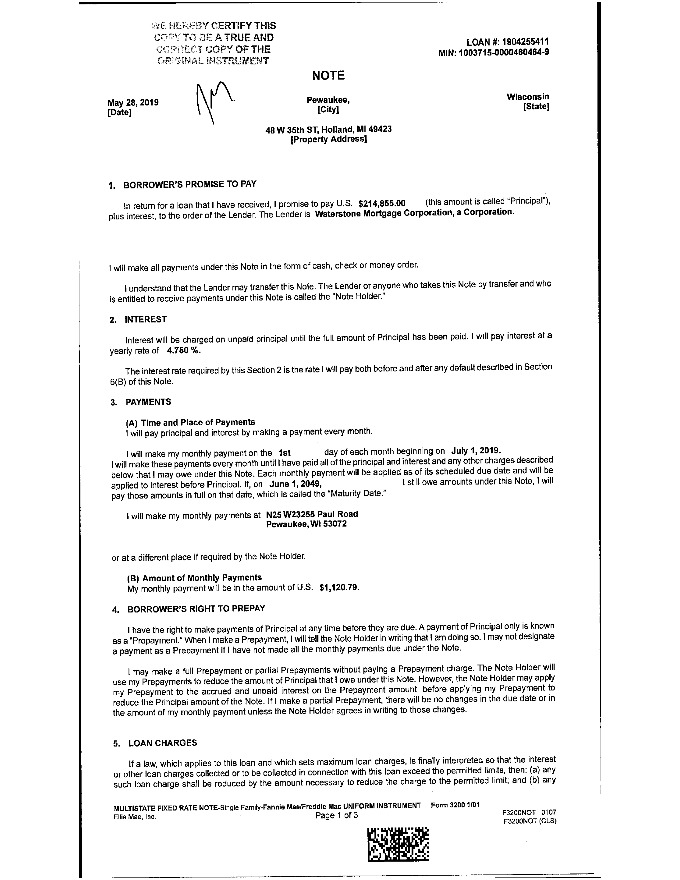 WE HEREBY CERTIFY THIS
COPY TO BE A TRUE AND
CORRECT COPY OF THE
ORIGINAL INSTRUMENT
LOAN #: 1904255411
MIN: 1003715-0000460464-9
NOTE
May 28, 2019
[Date]
Pewaukee,
[City]
Wisconsin
[State]
48 W 35th ST, Holland, MI 49423
[Property Address]
1. BORROWER'S PROMISE TO PAY
In return for a loan that I have received, I promise to pay U.S. $214,855.00 (this amount is called "Principal"),
plus interest, to the order of the Lender. The Lender is Waterstone Mortgage Corporation, a Corporation.
I will make all payments under this Note in the form of cash, check or money order.
I understand that the Lender may transfer this Note. The Lender or anyone who takes this Note by transfer and who
is entitled to receive payments under this Note is called the "Note Holder."
2. INTEREST
Interest will be charged on unpaid principal until the full amount of Principal has been paid. I will pay interest at a
yearly rate of 4.750 %.
The interest rate required by this Section 2 is the rate I will pay both before and after any default described in Section
6(B) of this Note.
3. PAYMENTS
(A) Time and Place of Payments
I will pay principal and interest by making a payment every month.
I will make my monthly payment on the 1st day of each month beginning on July 1, 2019.
I will make these payments every month until I have paid all of the principal and interest and any other charges described
below that I may owe under this Note. Each monthly payment will be applied as of its scheduled due date and will be
applied to interest before Principal. If, on June 1, 2049, I still owe amounts under this Note, I will
pay those amounts in full on that date, which is called the "Maturity Date."
I will make my monthly payments at N25 W23255 Paul Road
Pewaukee, WI 53072
or at a different place if required by the Note Holder.
(B) Amount of Monthly Payments
My monthly payment will be in the amount of U.S. $1,120.79.
4. BORROWER'S RIGHT TO PREPAY
I have the right to make payments of Principal at any time before they are due. A payment of Principal only is known
as a "Prepayment." When I make a Prepayment, I will tell the Note Holder in writing that I am doing so. I may not designate
a payment as a Prepayment if I have not made all the monthly payments due under the Note.
I may make a full Prepayment or partial Prepayments without paying a Prepayment charge. The Note Holder will
use my Prepayments to reduce the amount of Principal that I owe under this Note. However, the Note Holder may apply
my Prepayment to the accrued and unpaid interest on the Prepayment amount, before applying my Prepayment to
reduce the Principal amount of the Note. If I make a partial Prepayment, there will be no changes in the due date or in
the amount of my monthly payment unless the Note Holder agrees in writing to those changes.
5. LOAN CHARGES
If a law, which applies to this loan and which sets maximum loan charges, is finally interpreted so that the interest
or other loan charges collected or to be collected in connection with this loan exceed the permitted limits, then: (a) any
such loan charge shall be reduced by the amount necessary to reduce the charge to the permitted limit; and (b) any
MULTISTATE FIXED RATE NOTE-Single Family-Fannie Mae/Freddie Mac UNIFORM INSTRUMENT Form 3200 1/01
Ellie Mae, Inc. Page 1 of 3 F3200NOT 0107
F3200NOT (CLS)